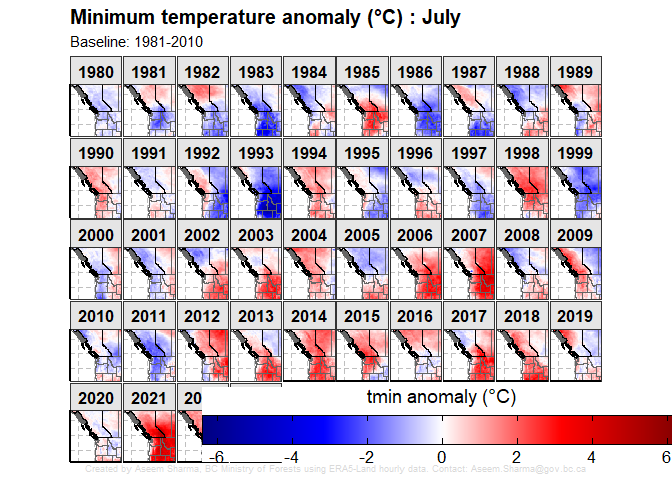 Minimum temperature anomaly (°C) : July
Baseline: 1981-2010
1980 1981 1982 1983 1984 1985 1986 1987 1988 1989
1990 1991 1992 1993 1994 1995 1996 1997 1998 1999
2000 2001 2002 2003 2004 2005 2006 2007 2008 2009
2010 2011 2012 2013 2014 2015 2016 2017 2018 2019
2020 2021 20
tmin anomaly (°C)
-6 -4 -2 0 2 4 6
Created by Aseem Sharma, BC Ministry of Forests using ERA5-Land hourly data. Contact: Aseem.Sharma@gov.bc.ca